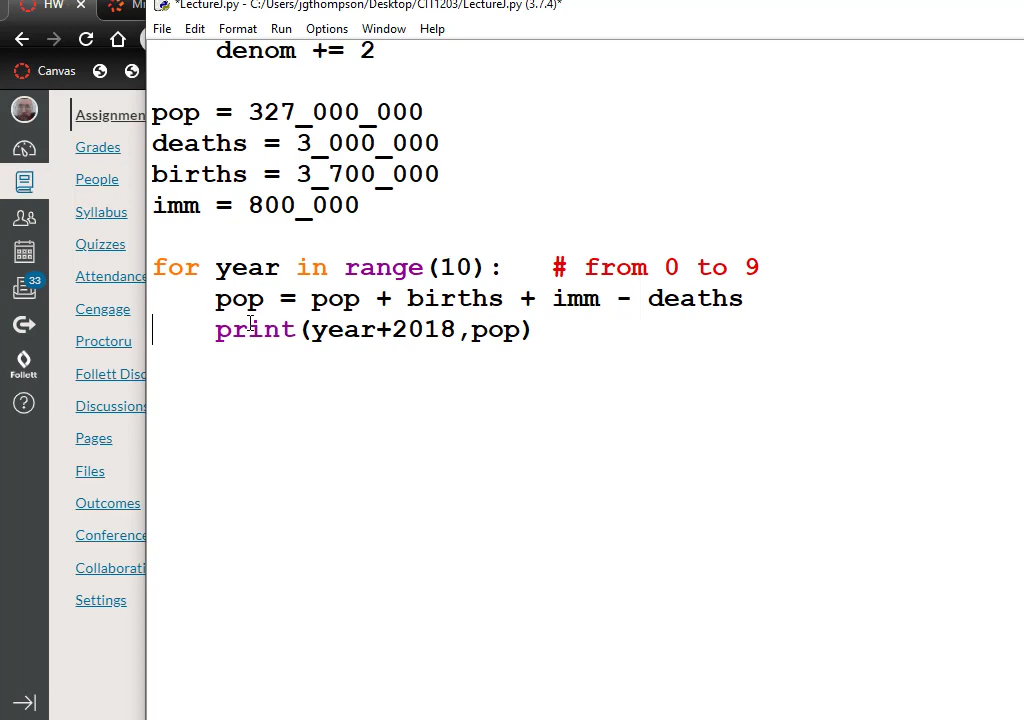 HW
Mi
*LectureJ.py - C:/Users/jgthompson/Desktop/CIT1203/LectureJ.py (3.7.4)*
File Edit Format Run Options Window Help
Canvas
denom += 2
Assignmen
Grades
People
Syllabus
Quizzes
Attendance
33
Cengage
Proctoru
Follett
Follett Disc
Discussions
Pages
Files
Outcomes
Conference
Collaborati
Settings
pop = 327_000_000
deaths = 3_000_000
births = 3_700_000
imm = 800_000
for year in range(10): # from 0 to 9
pop = pop + births + imm - deaths
print(year+2018,pop)